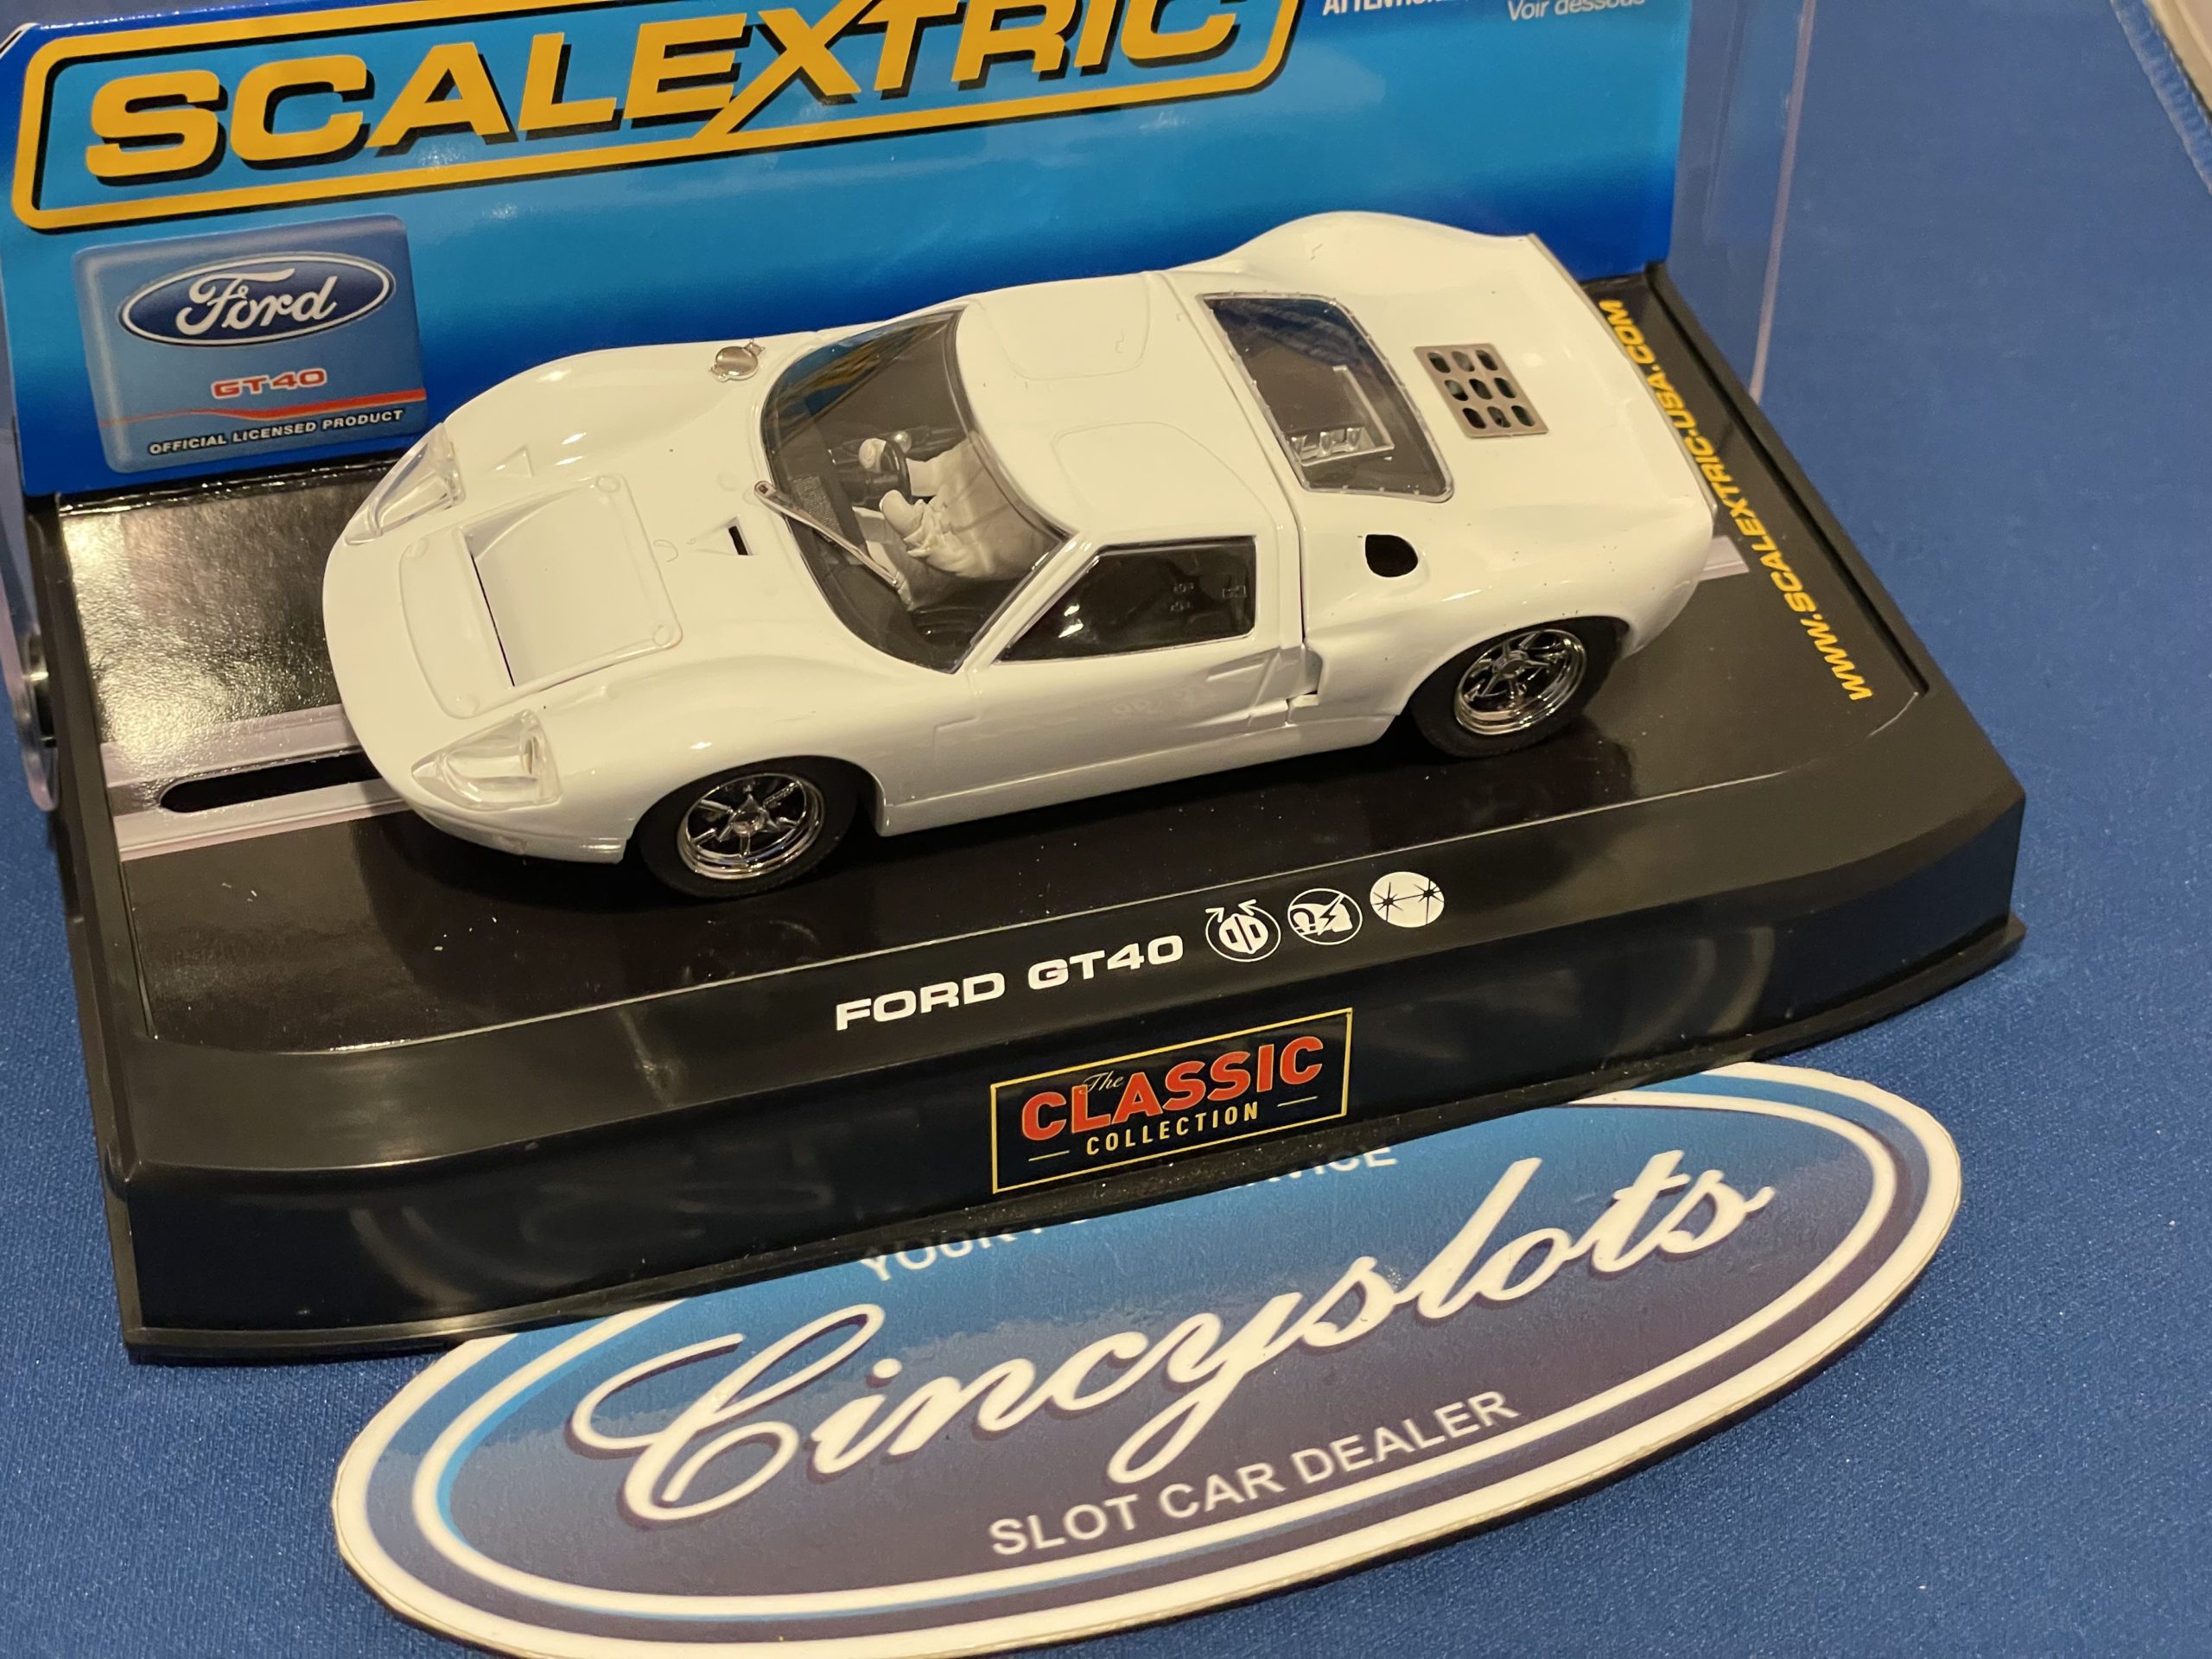 SCALEXTRIC
Voir dessous
Ford
GT40
OFFICIAL LICENSED PRODUCT
WWW.SCALEXTRIC-USA.COM
FORD GT40
The
CLASSIC
COLLECTION
YOUR
Cincyslots
SLOT CAR DEALER